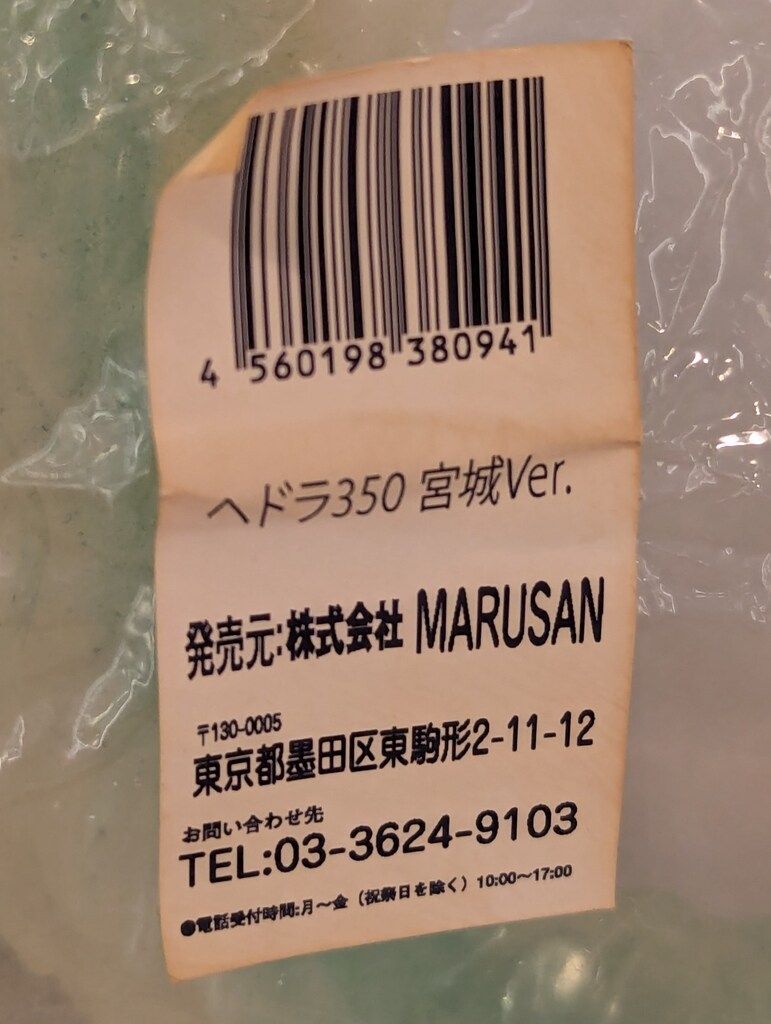 4 560198 380941
ヘドラ350 宮城Ver.
発売元:株式会社 MARUSAN
〒130-0005
東京都墨田区東駒形2-11-12
お問い合わせ先
TEL:03-3624-9103
●電話受付時間:月〜金（祝祭日を除く）10:00〜17:00